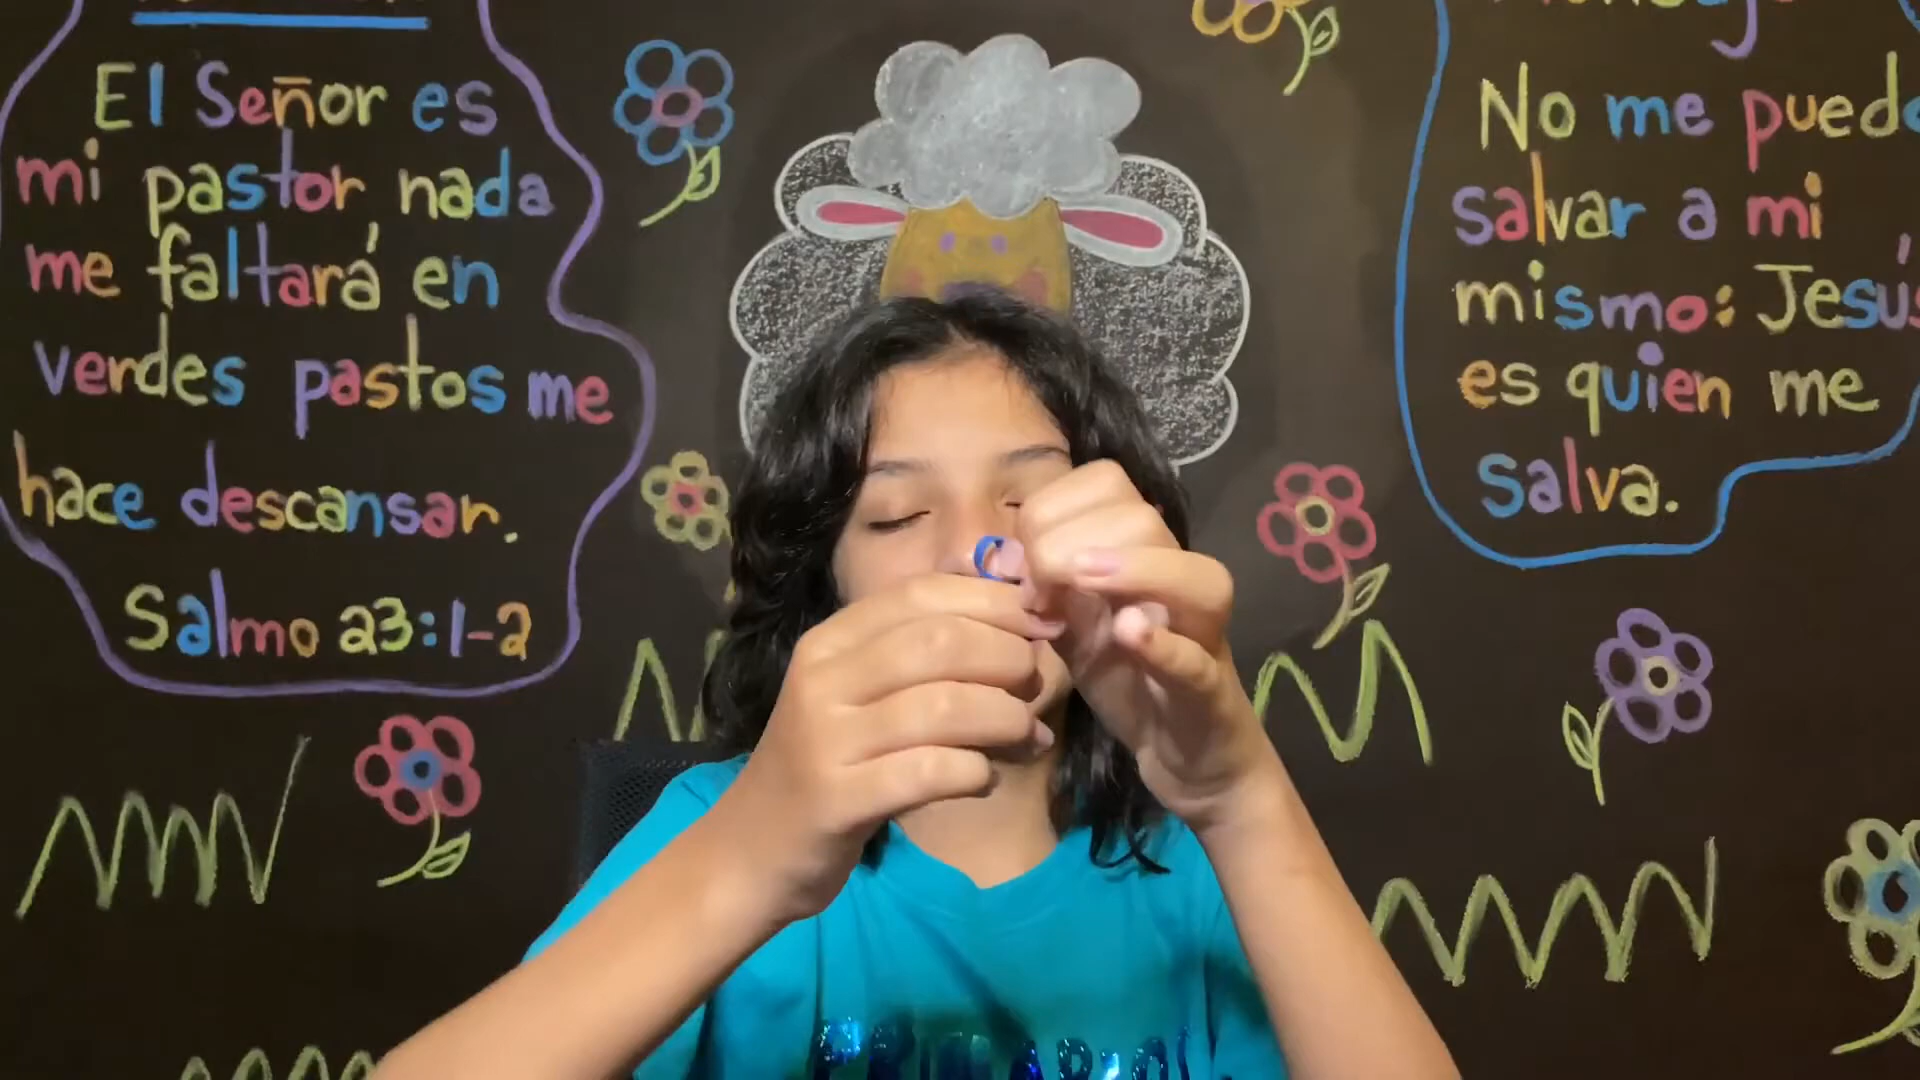 El Señor es
mi pastor, nada
me faltará en
verdes pastos me
hace descansar.
Salmo 23:1-2
No me puedo
salvar a mi
mismo: Jesús
es quien me
salva.